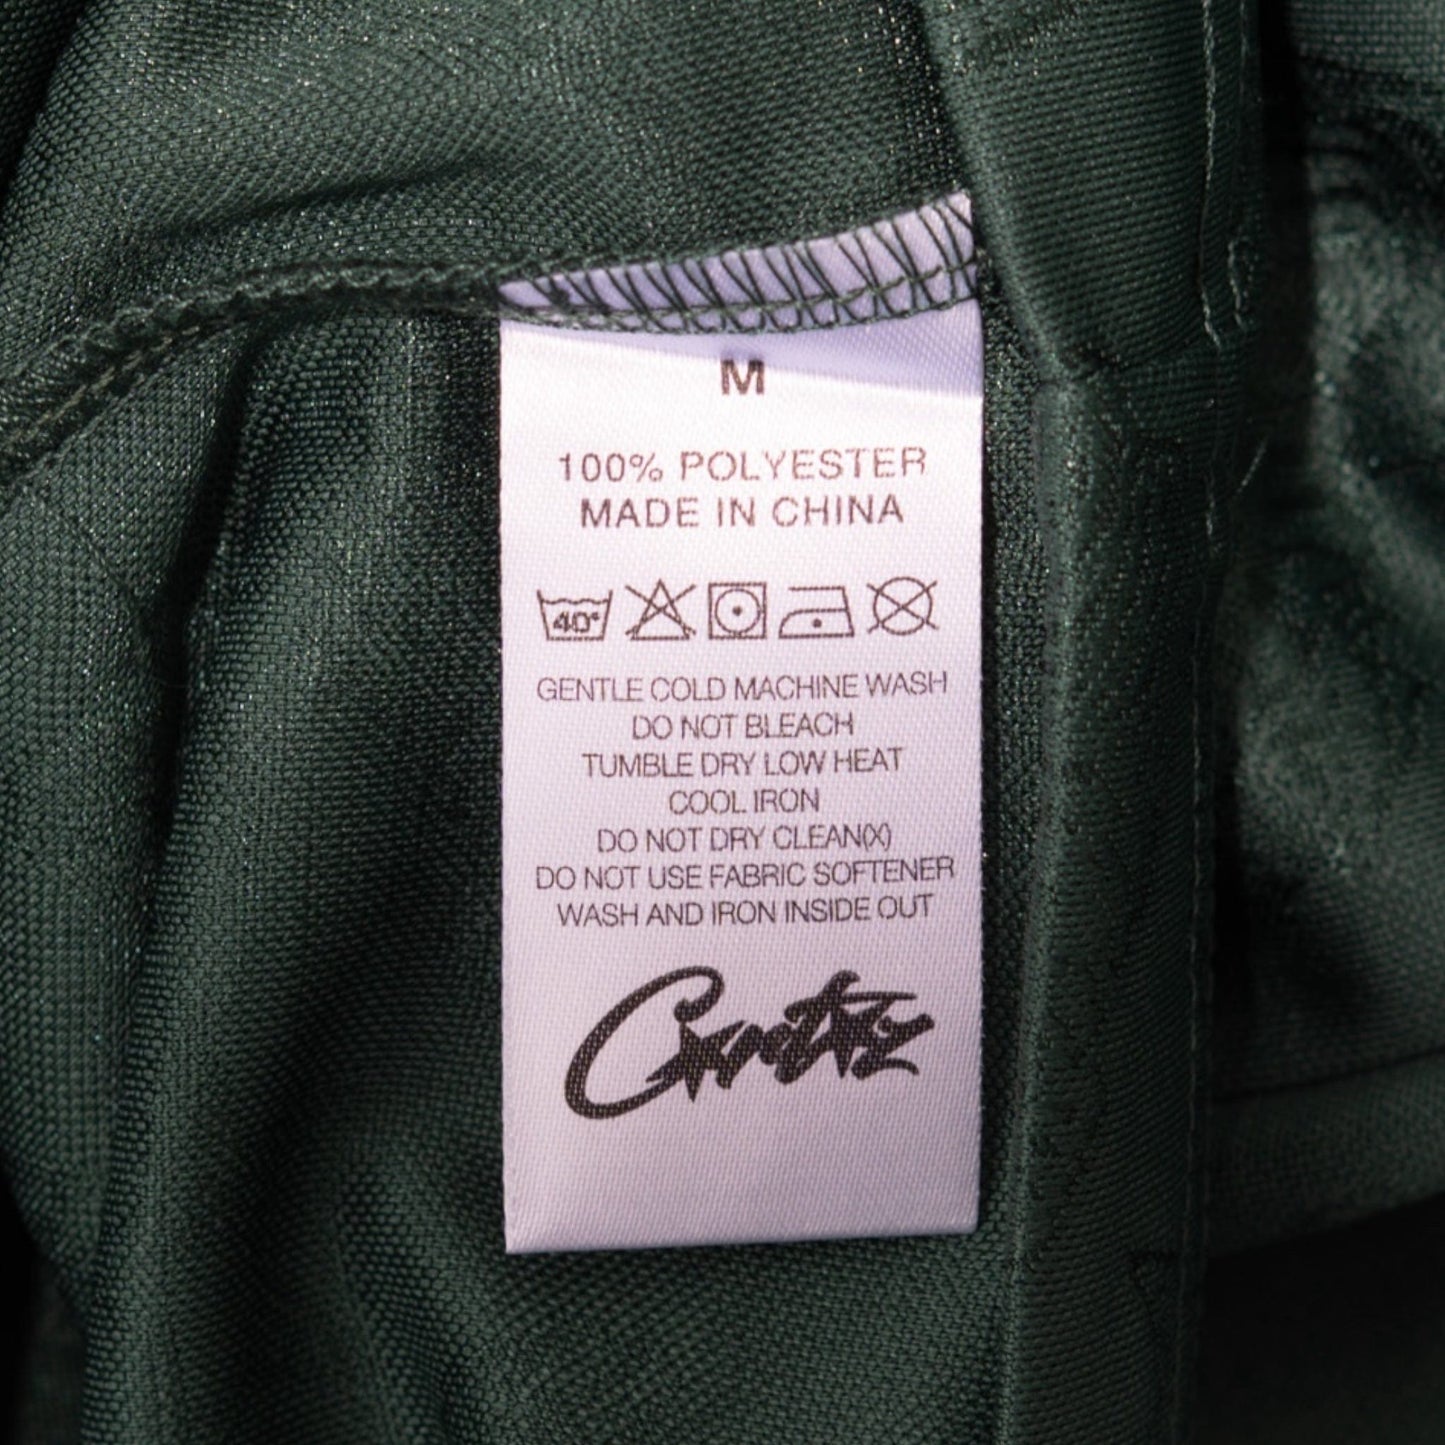 M
100% POLYESTER
MADE IN CHINA
40°
GENTLE COLD MACHINE WASH
DO NOT BLEACH
TUMBLE DRY LOW HEAT
COOL IRON
DO NOT DRY CLEAN(X)
DO NOT USE FABRIC SOFTENER
WASH AND IRON INSIDE OUT
Corteiz